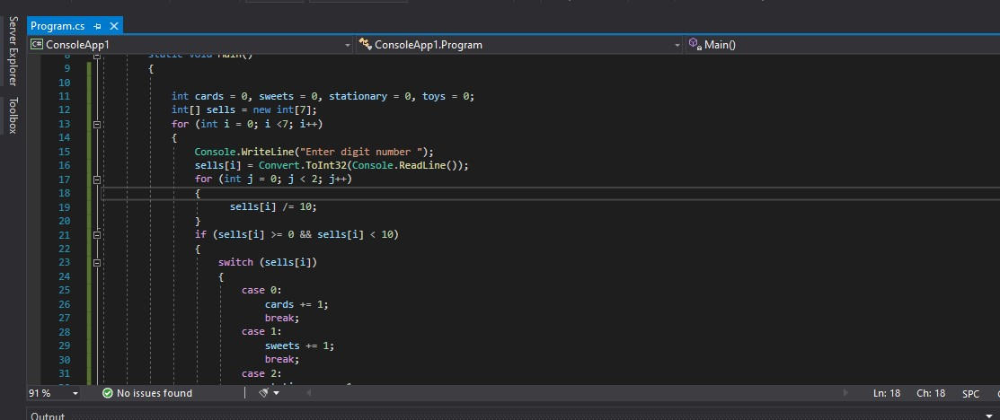 Server Explorer
Toolbox
Program.cs
C# ConsoleApp1
ConsoleApp1.Program
Main()
8 static void Main()
9 {
10
11 int cards = 0, sweets = 0, stationary = 0, toys = 0;
12 int[] sells = new int[7];
13 for (int i = 0; i <7; i++)
14 {
15 Console.WriteLine("Enter digit number ");
16 sells[i] = Convert.ToInt32(Console.ReadLine());
17 for (int j = 0; j < 2; j++)
18 {
19 sells[i] /= 10;
20 }
21 if (sells[i] >= 0 && sells[i] < 10)
22 {
23 switch (sells[i])
24 {
25 case 0:
26 cards += 1;
27 break;
28 case 1:
29 sweets += 1;
30 break;
31 case 2:
91 %
No issues found
Ln: 18 Ch: 18 SPC
Output